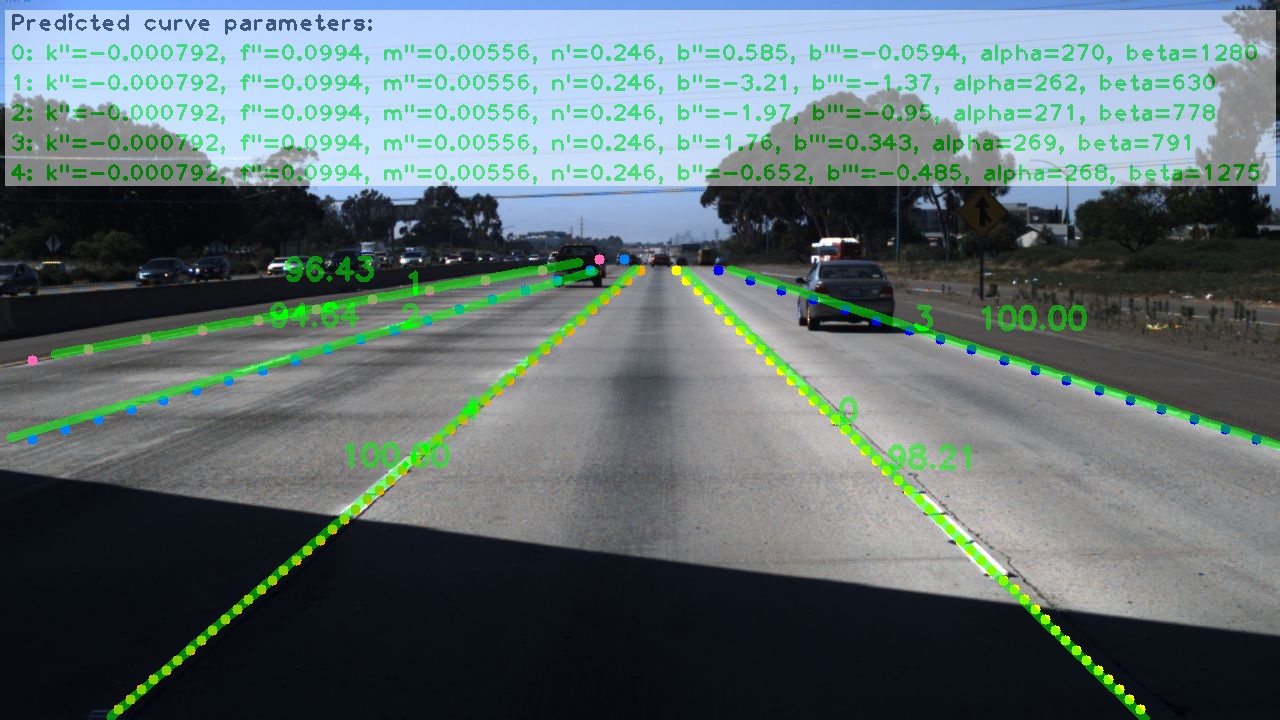 Predicted curve parameters:
0: k''=-0.000792, f''=0.0994, m''=0.00556, n'=0.246, b''=0.585, b'''=-0.0594, alpha=270, beta=1280
1: k''=-0.000792, f''=0.0994, m''=0.00556, n'=0.246, b''=-3.21, b'''=-1.37, alpha=262, beta=630
2: k''=-0.000792, f''=0.0994, m''=0.00556, n'=0.246, b''=-1.97, b'''=-0.95, alpha=271, beta=778
3: k''=-0.000792, f''=0.0994, m''=0.00556, n'=0.246, b''=1.76, b'''=0.343, alpha=269, beta=791
4: k''=-0.000792, f''=0.0994, m''=0.00556, n'=0.246, b''=-0.652, b'''=-0.485, alpha=268, beta=1275
96.43 1
94.64 2 3 100.00
4 0
100.00 98.21